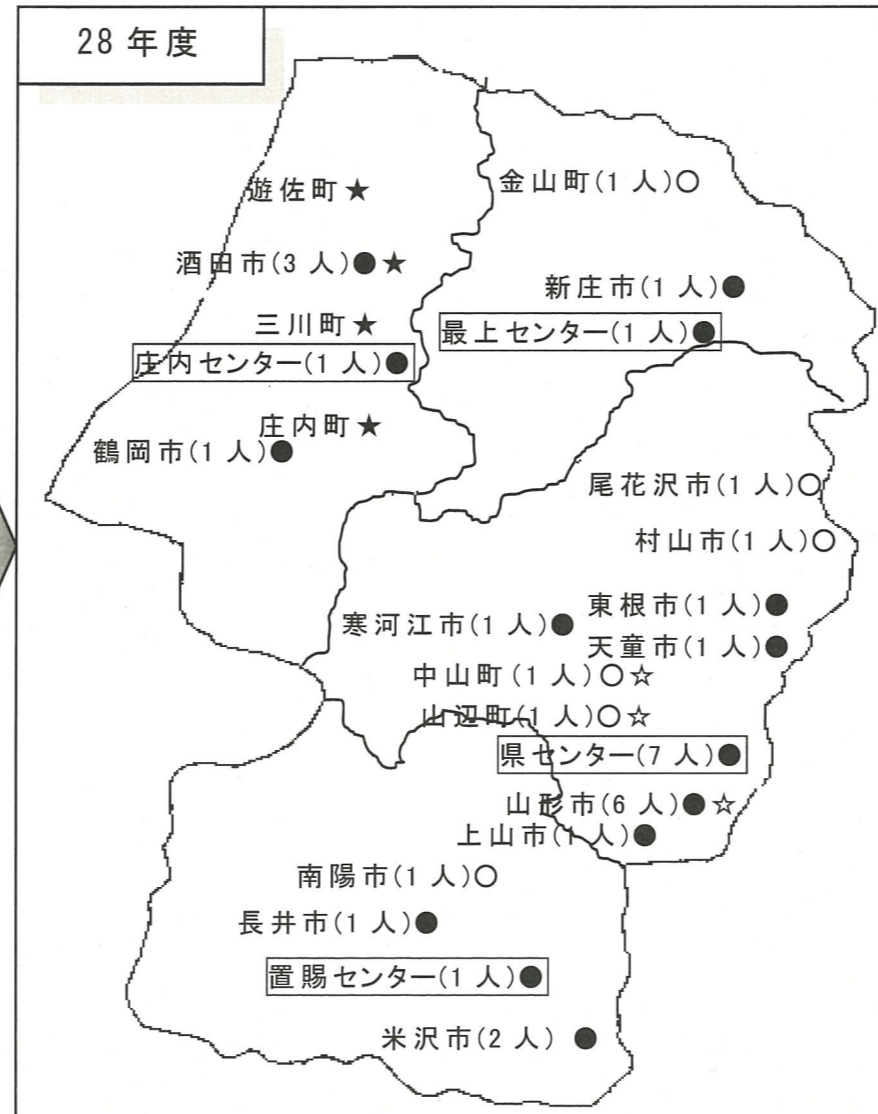 28年度
遊佐町★
金山町(1人)○
酒田市(3人)●★
新庄市(1人)●
三川町★
最上センター(1人)●
庄内センター(1人)●
庄内町★
鶴岡市(1人)●
尾花沢市(1人)○
村山市(1人)○
東根市(1人)●
寒河江市(1人)●
天童市(1人)●
中山町(1人)○☆
山辺町(1人)○☆
県センター(7人)●
山形市(6人)●☆
上山市(1人)●
南陽市(1人)○
長井市(1人)●
置賜センター(1人)●
米沢市(2人) ●